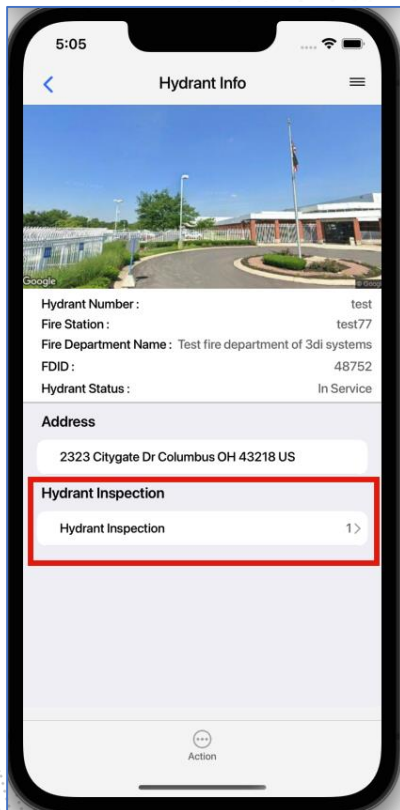 5:05
Hydrant Info
Google
© Google
Hydrant Number : test
Fire Station : test77
Fire Department Name : Test fire department of 3di systems
FDID : 48752
Hydrant Status : In Service
Address
2323 Citygate Dr Columbus OH 43218 US
Hydrant Inspection
Hydrant Inspection 1>
Action